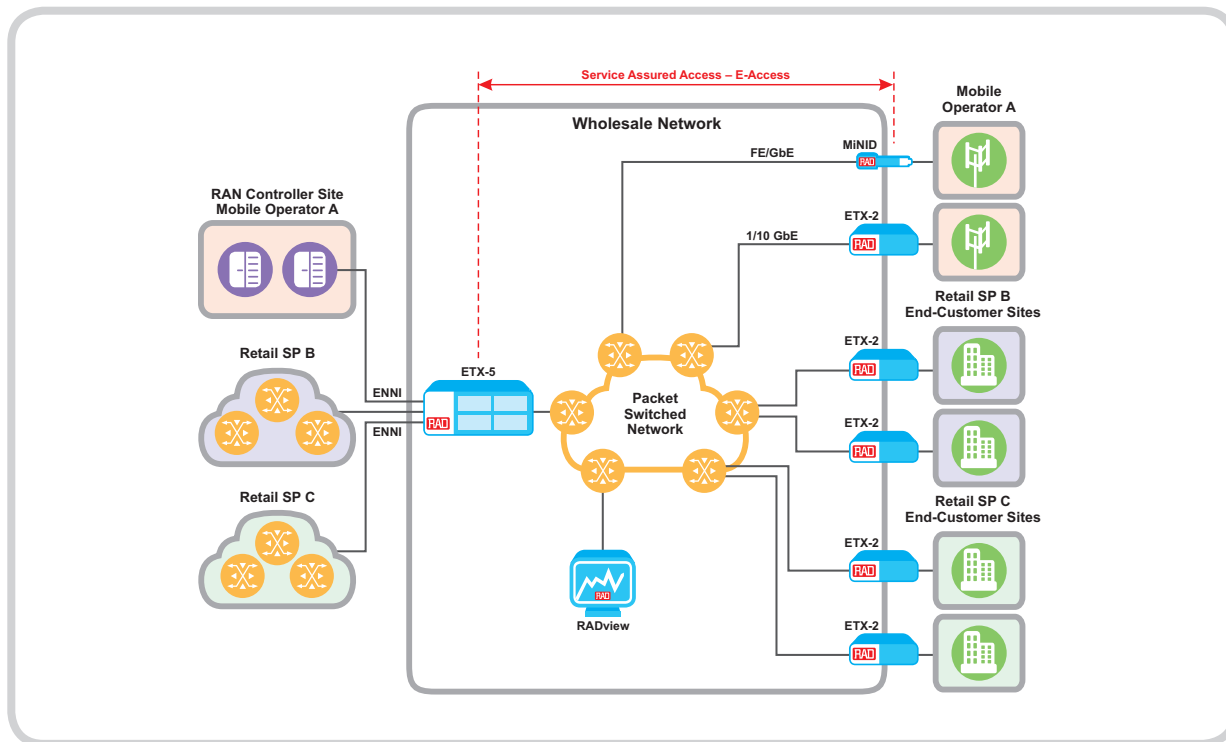 Service Assured Access – E-Access
Mobile
Operator A
Wholesale Network
MiNID
FE/GbE
RAD
RAN Controller Site
Mobile Operator A
ETX-2
1/10 GbE
RAD
Retail SP B
End-Customer Sites
Retail SP B
ETX-2
ETX-5
RAD
ENNI
Packet
Switched
Network
RAD
ENNI
ETX-2
RAD
Retail SP C
Retail SP C
End-Customer Sites
ETX-2
RAD
RAD
RADview
ETX-2
RAD